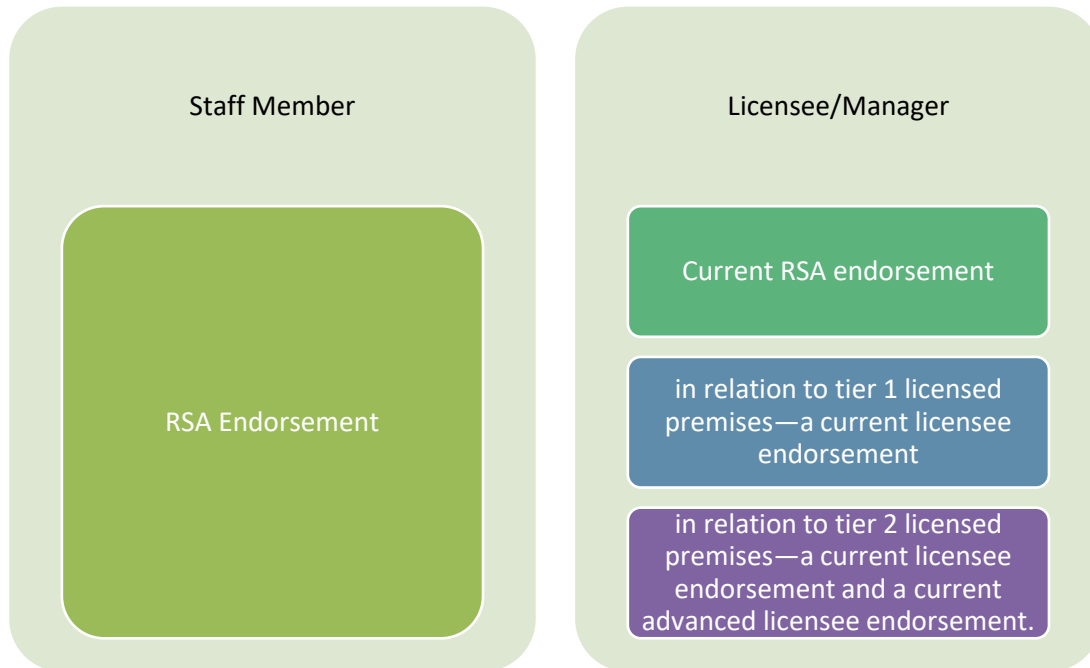 Staff Member
RSA Endorsement
Licensee/Manager
Current RSA endorsement
in relation to tier 1 licensed
premises—a current licensee
endorsement
in relation to tier 2 licensed
premises—a current licensee
endorsement and a current
advanced licensee endorsement.